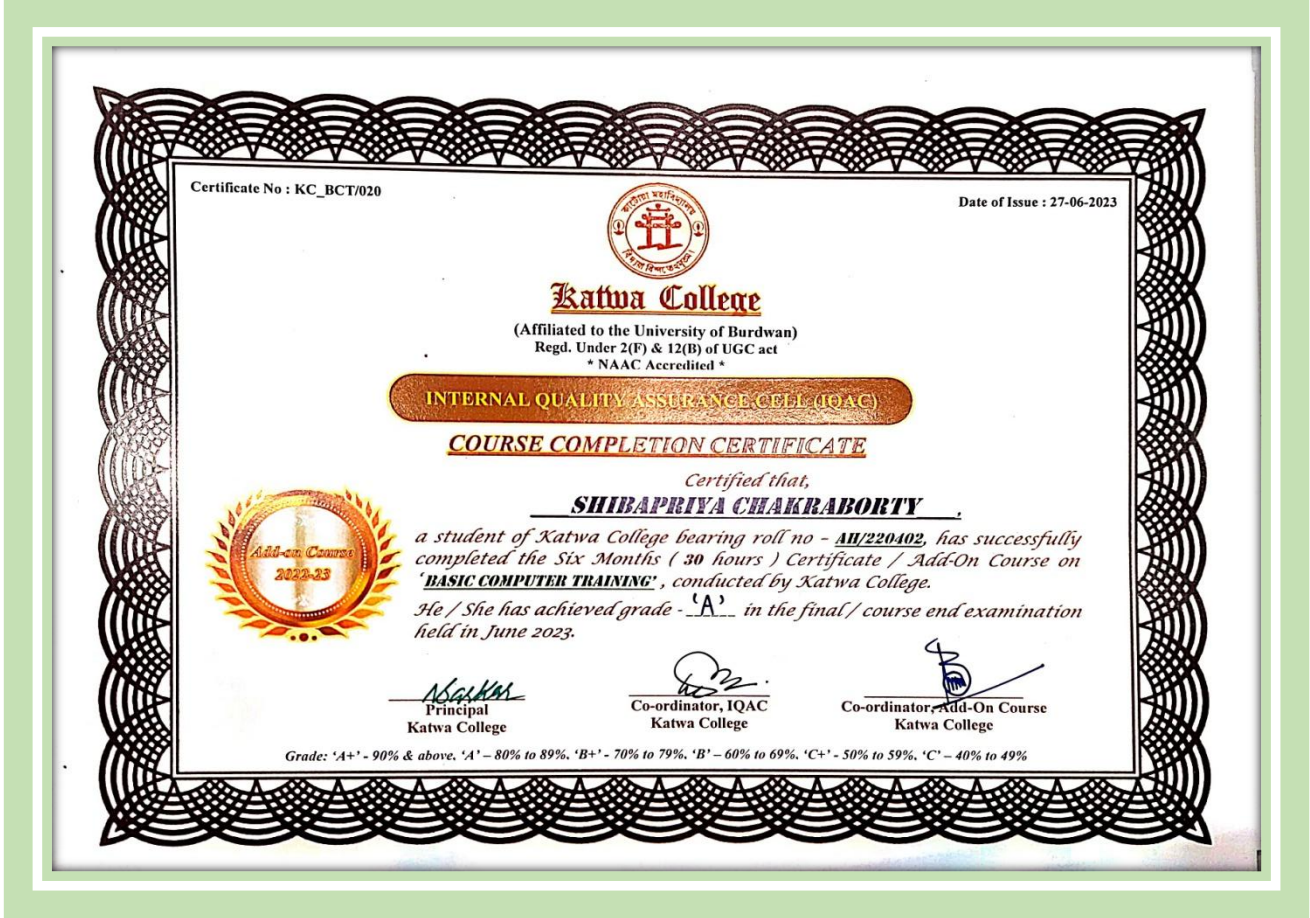 Certificate No : KC_BCT/020
Date of Issue : 27-06-2023
কাটোয়া মহাবিদ্যালয়
Katwa College
(Affiliated to the University of Burdwan)
Regd. Under 2(F) & 12(B) of UGC act
* NAAC Accredited *
INTERNAL QUALITY ASSURANCE CELL (IQAC)
COURSE COMPLETION CERTIFICATE
Certified that,
SHIBAPRIYA CHAKRABORTY ,
a student of Katwa College bearing roll no - AH/220402, has successfully
completed the Six Months ( 30 hours ) Certificate / Add-On Course on
‘BASIC COMPUTER TRAINING’ , conducted by Katwa College.
He / She has achieved grade - ‘A’ in the final / course end examination
held in June 2023.
Add-on Course
2022-23
NSarkar
Principal
Katwa College
Co-ordinator, IQAC
Katwa College
Co-ordinator, Add-On Course
Katwa College
Grade: ‘A+’ - 90% & above, ‘A’ – 80% to 89%, ‘B+’ - 70% to 79%, ‘B’ – 60% to 69%, ‘C+’ - 50% to 59%, ‘C’ – 40% to 49%